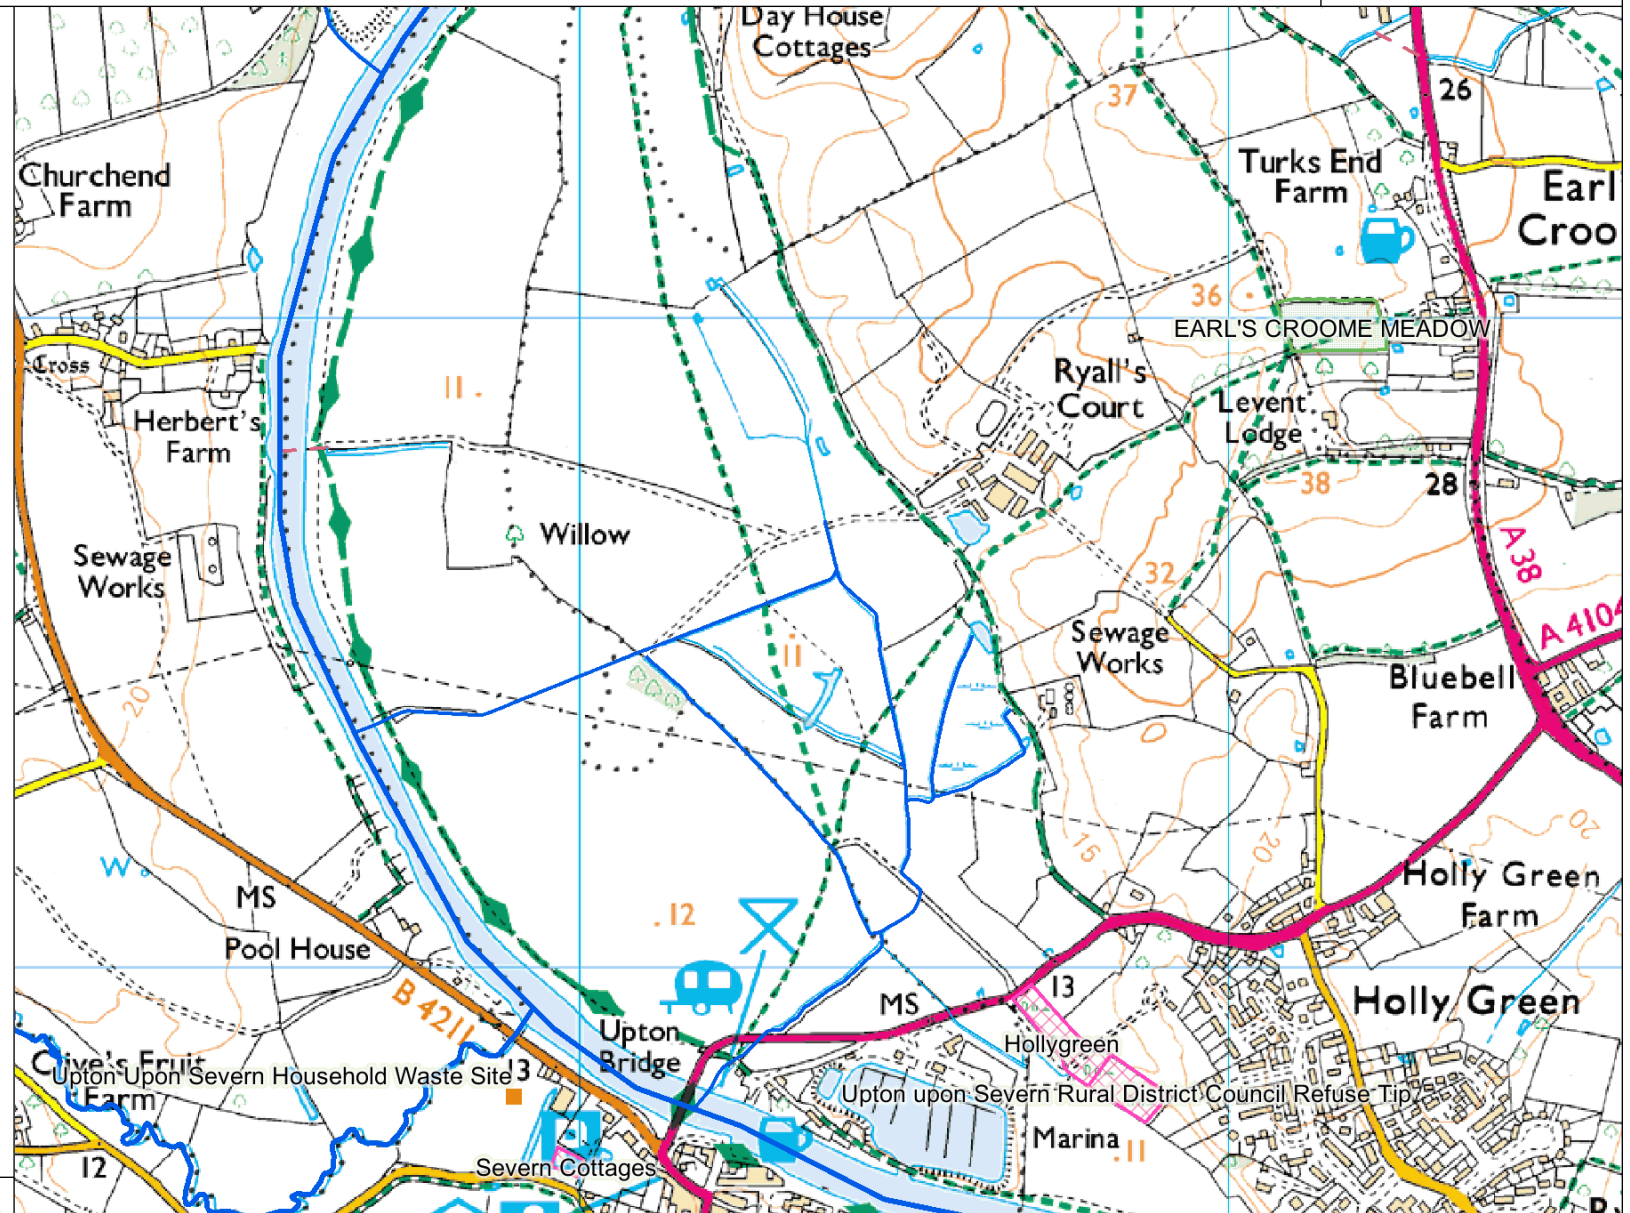 Day House
Cottages
26
37
Churchend
Farm
Turks End
Farm
Earl
Croo
36
EARL'S CROOME MEADOW
Cross
11
Ryall's
Court
Herbert's
Farm
Levent
Lodge
38
28
Willow
A 38
Sewage
Works
32
A 4104
Sewage
Works
11
Bluebell
Farm
20
15
20
20
W
Holly Green
Farm
MS
12
Pool House
13
Holly Green
MS
B 4211
Upton
Bridge
Hollygreen
Clive's Fruit
Farm
Upton Upon Severn Household Waste Site
13
Upton upon Severn Rural District Council Refuse Tip
Marina
11
12
Severn Cottages